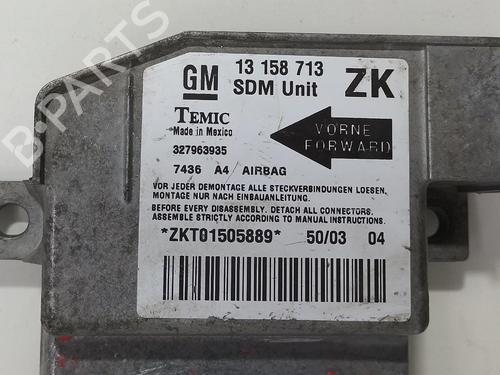 GM 13 158 713 ZK
SDM Unit
TEMIC
Made in Mexico
VORNE
FORWARD
327963935
7436 A4 AIRBAG
VOR JEDER DEMONTAGE ALLE STECKVERBINDUNGEN LOESEN,
MONTAGE NUR NACH EINBAUANLEITUNG.
BEFORE EVERY DISASSEMBLY. DETACH ALL CONNECTORS.
ASSEMBLE STRICTLY ACCORDING TO MANUAL INSTRUCTIONS.
*ZKT01505889* 50/03 04
B-PARTS